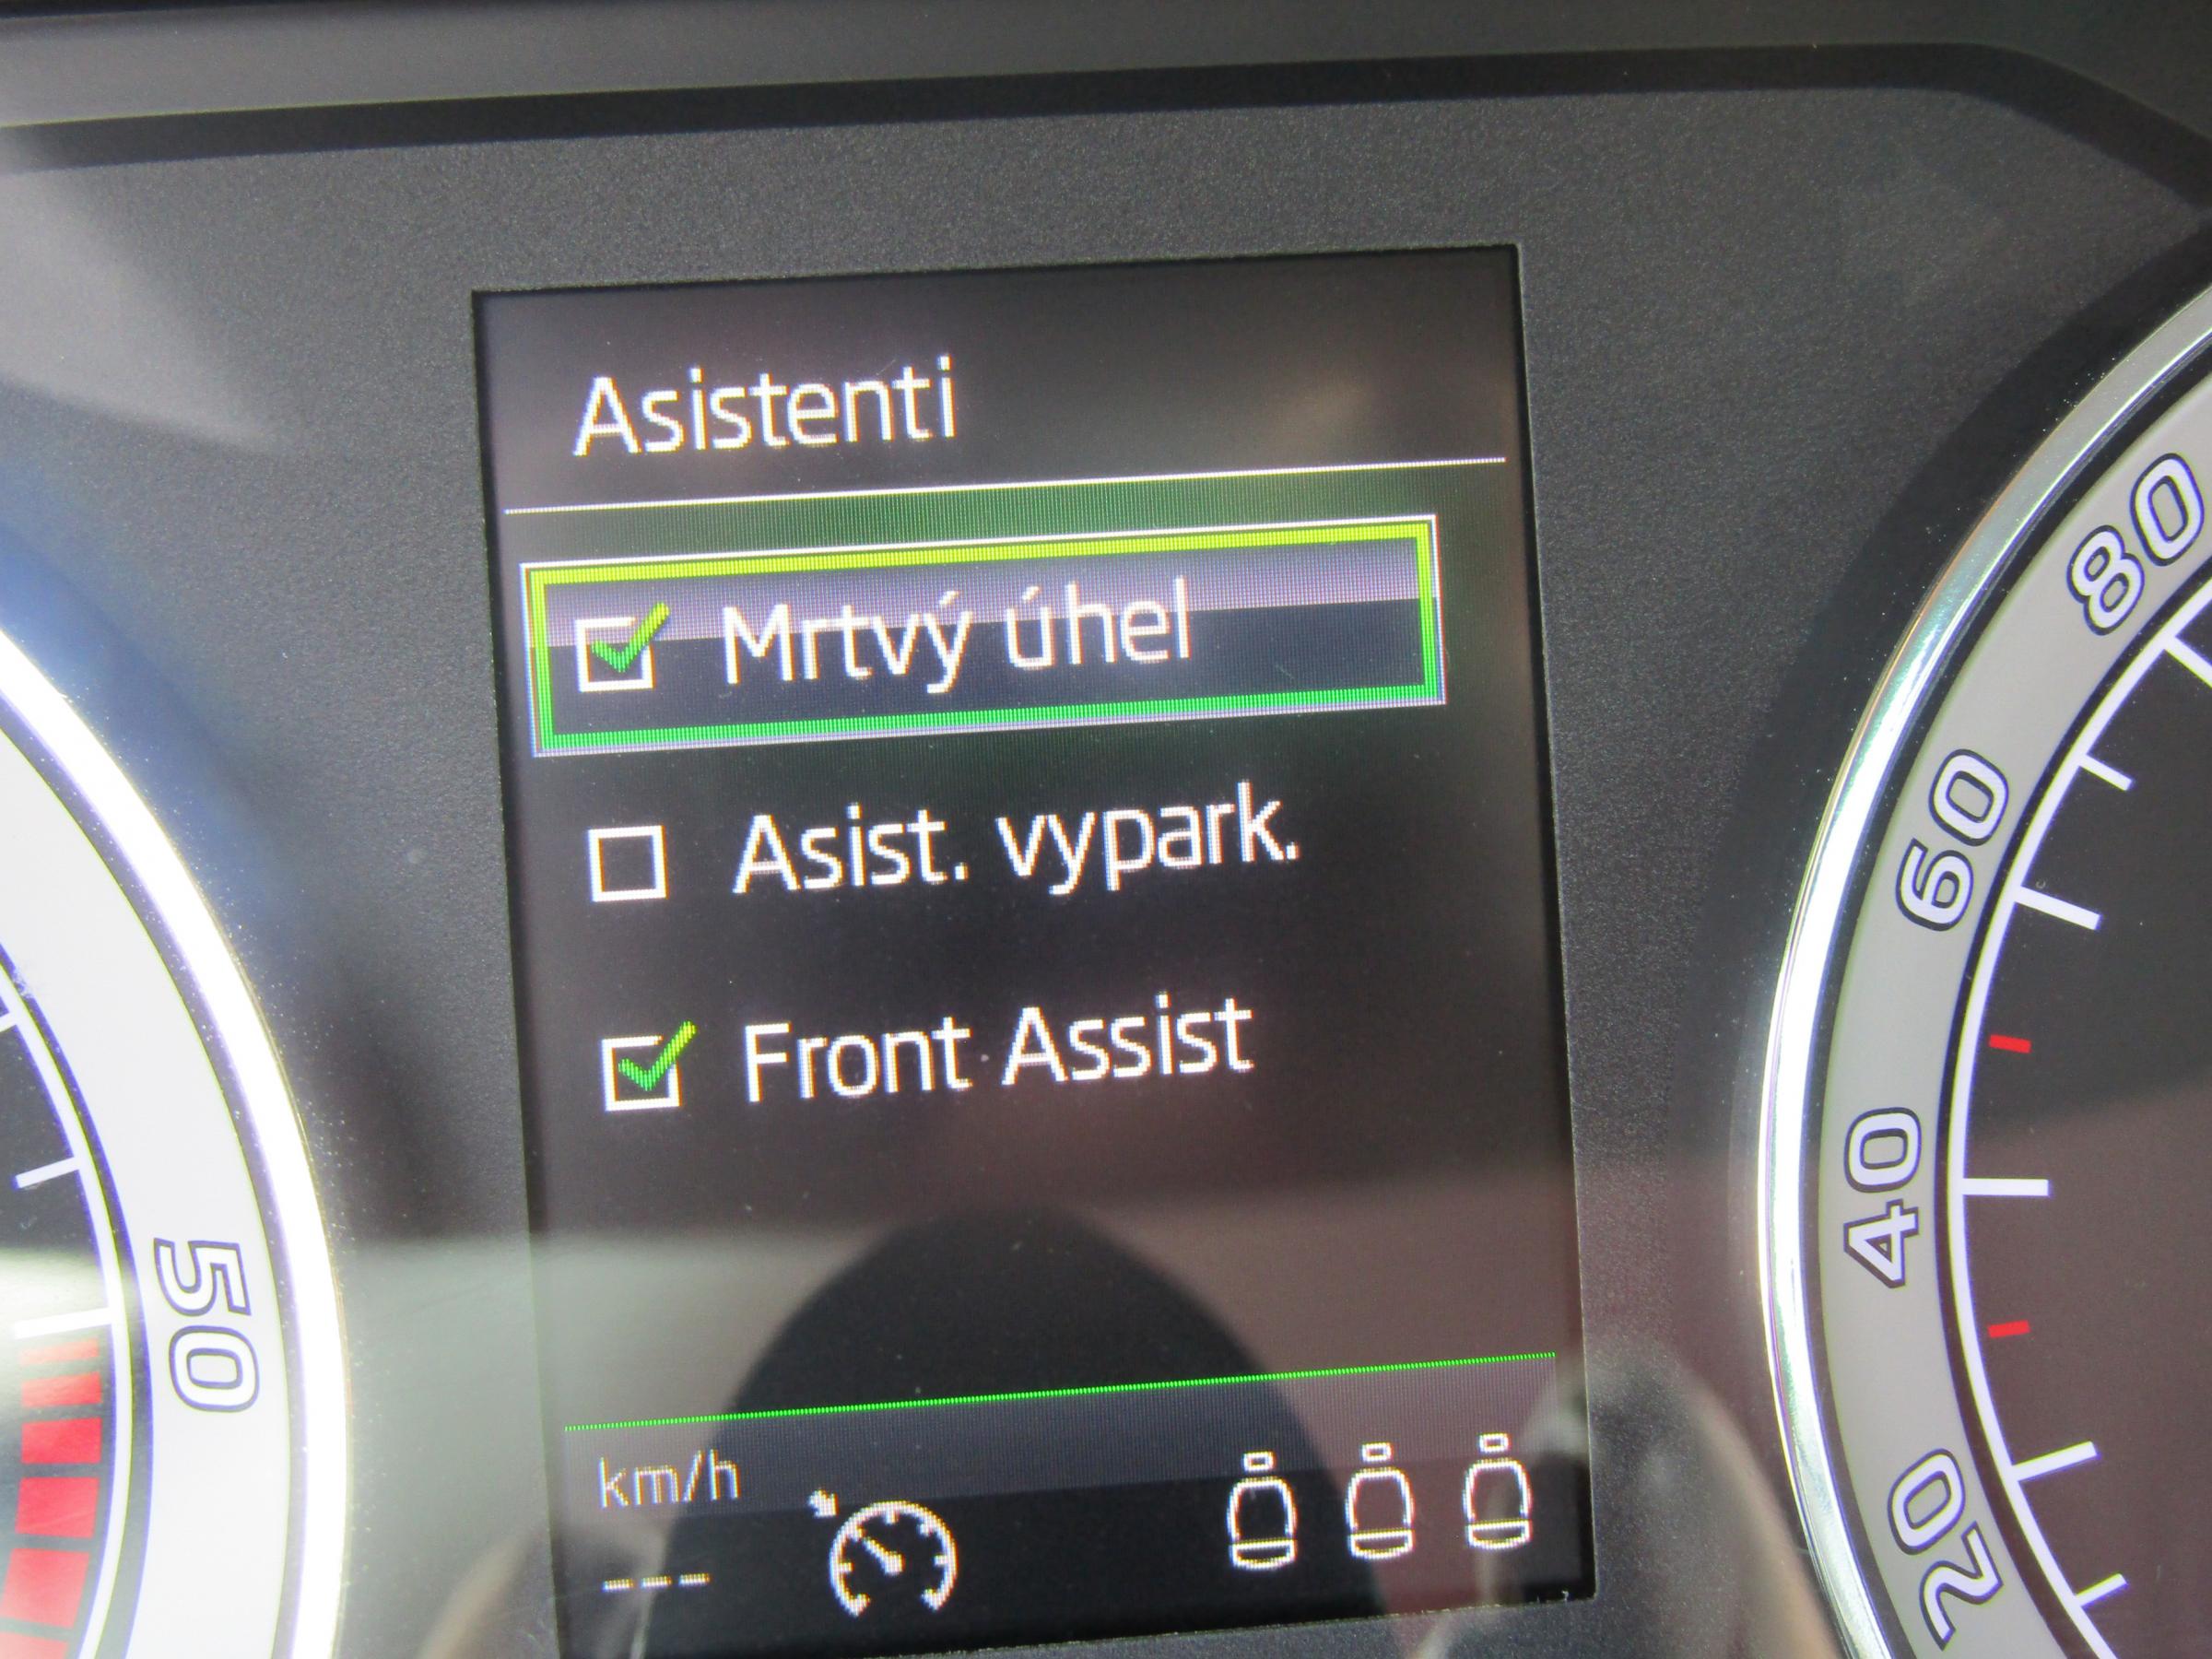 Asistenti
Mrtvý úhel
Asist. vypark.
Front Assist
km/h
---
50
80
60
40
20